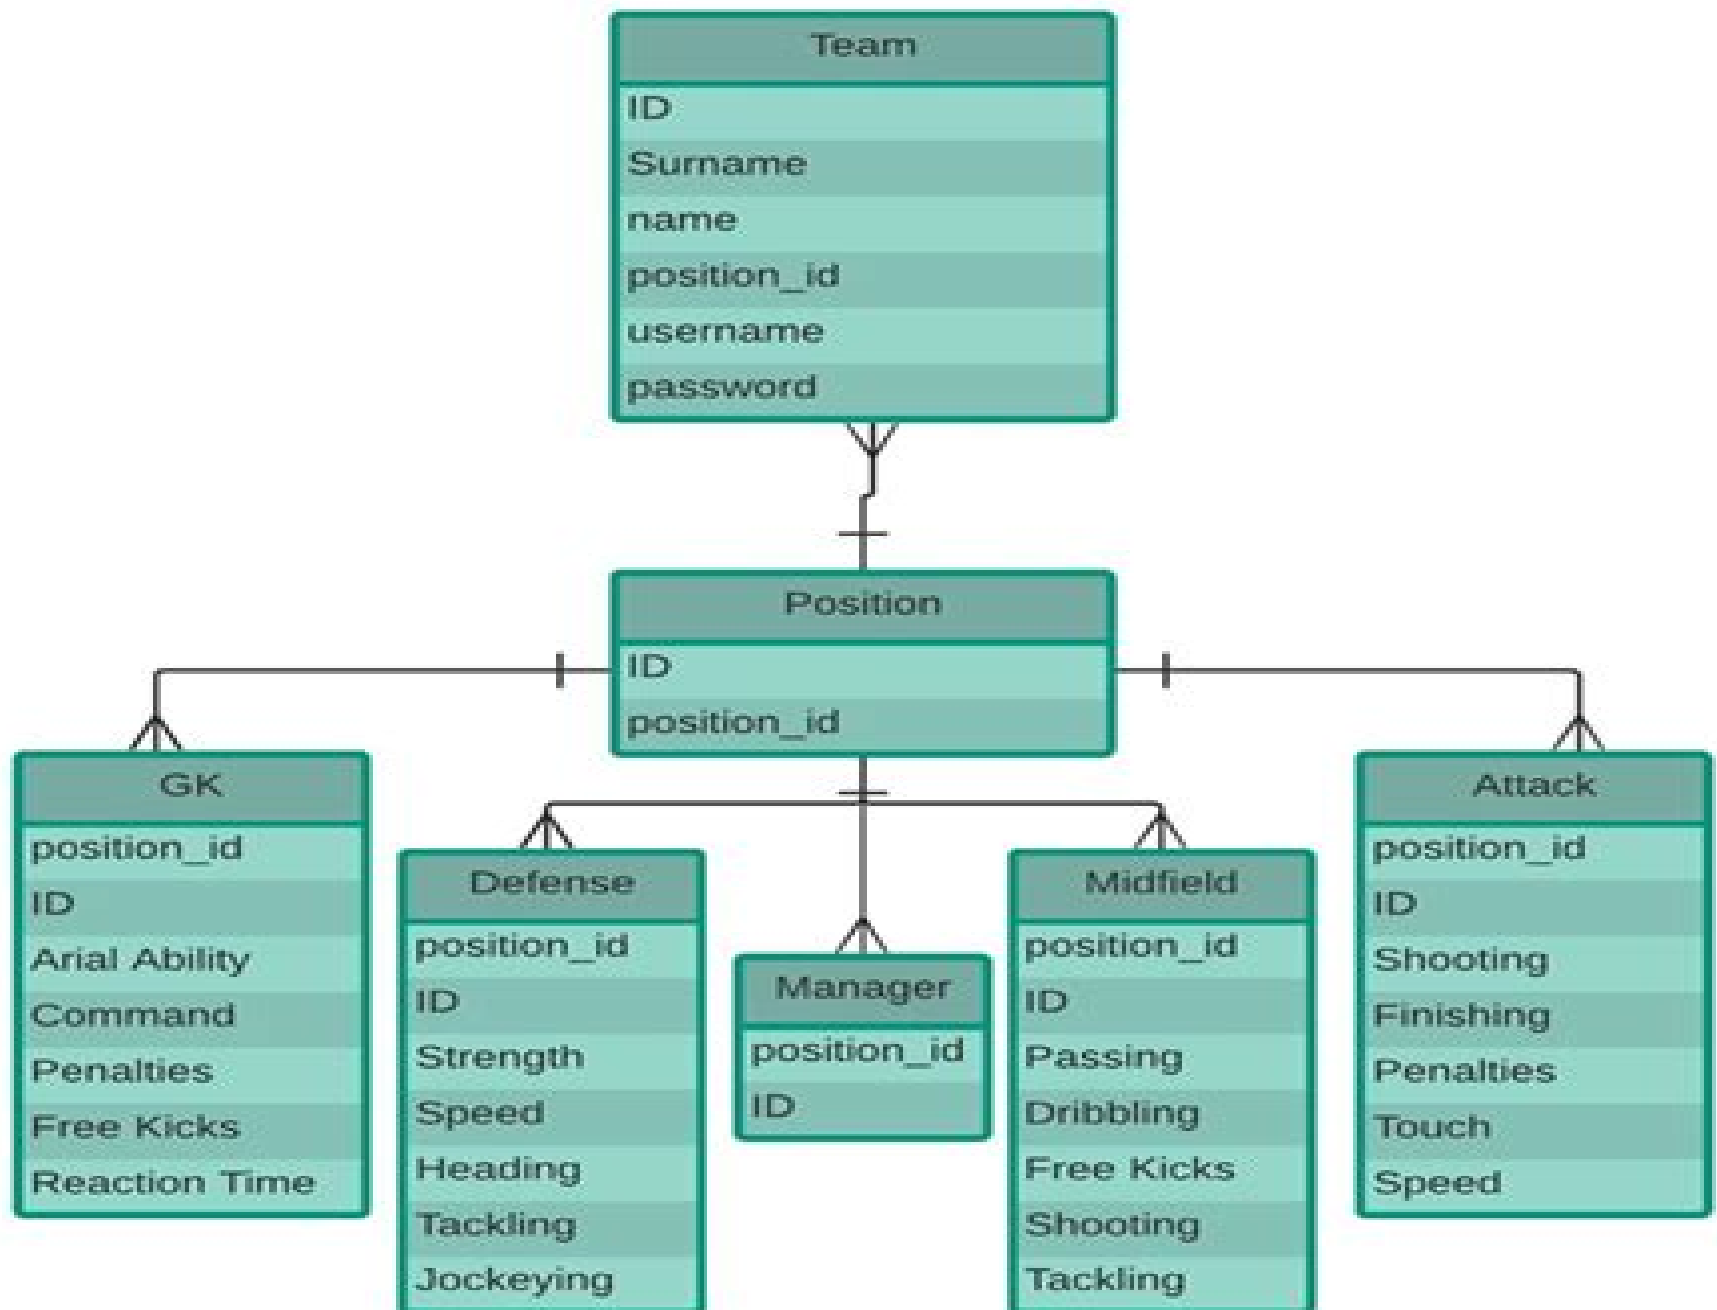 Team
ID
Surname
name
position_id
username
password
Position
ID
position_id
GK
position_id
ID
Arial Ability
Command
Penalties
Free Kicks
Reaction Time
Defense
position_id
ID
Strength
Speed
Heading
Tackling
Jockeying
Manager
position_id
ID
Midfield
position_id
ID
Passing
Dribbling
Free Kicks
Shooting
Tackling
Attack
position_id
ID
Shooting
Finishing
Penalties
Touch
Speed